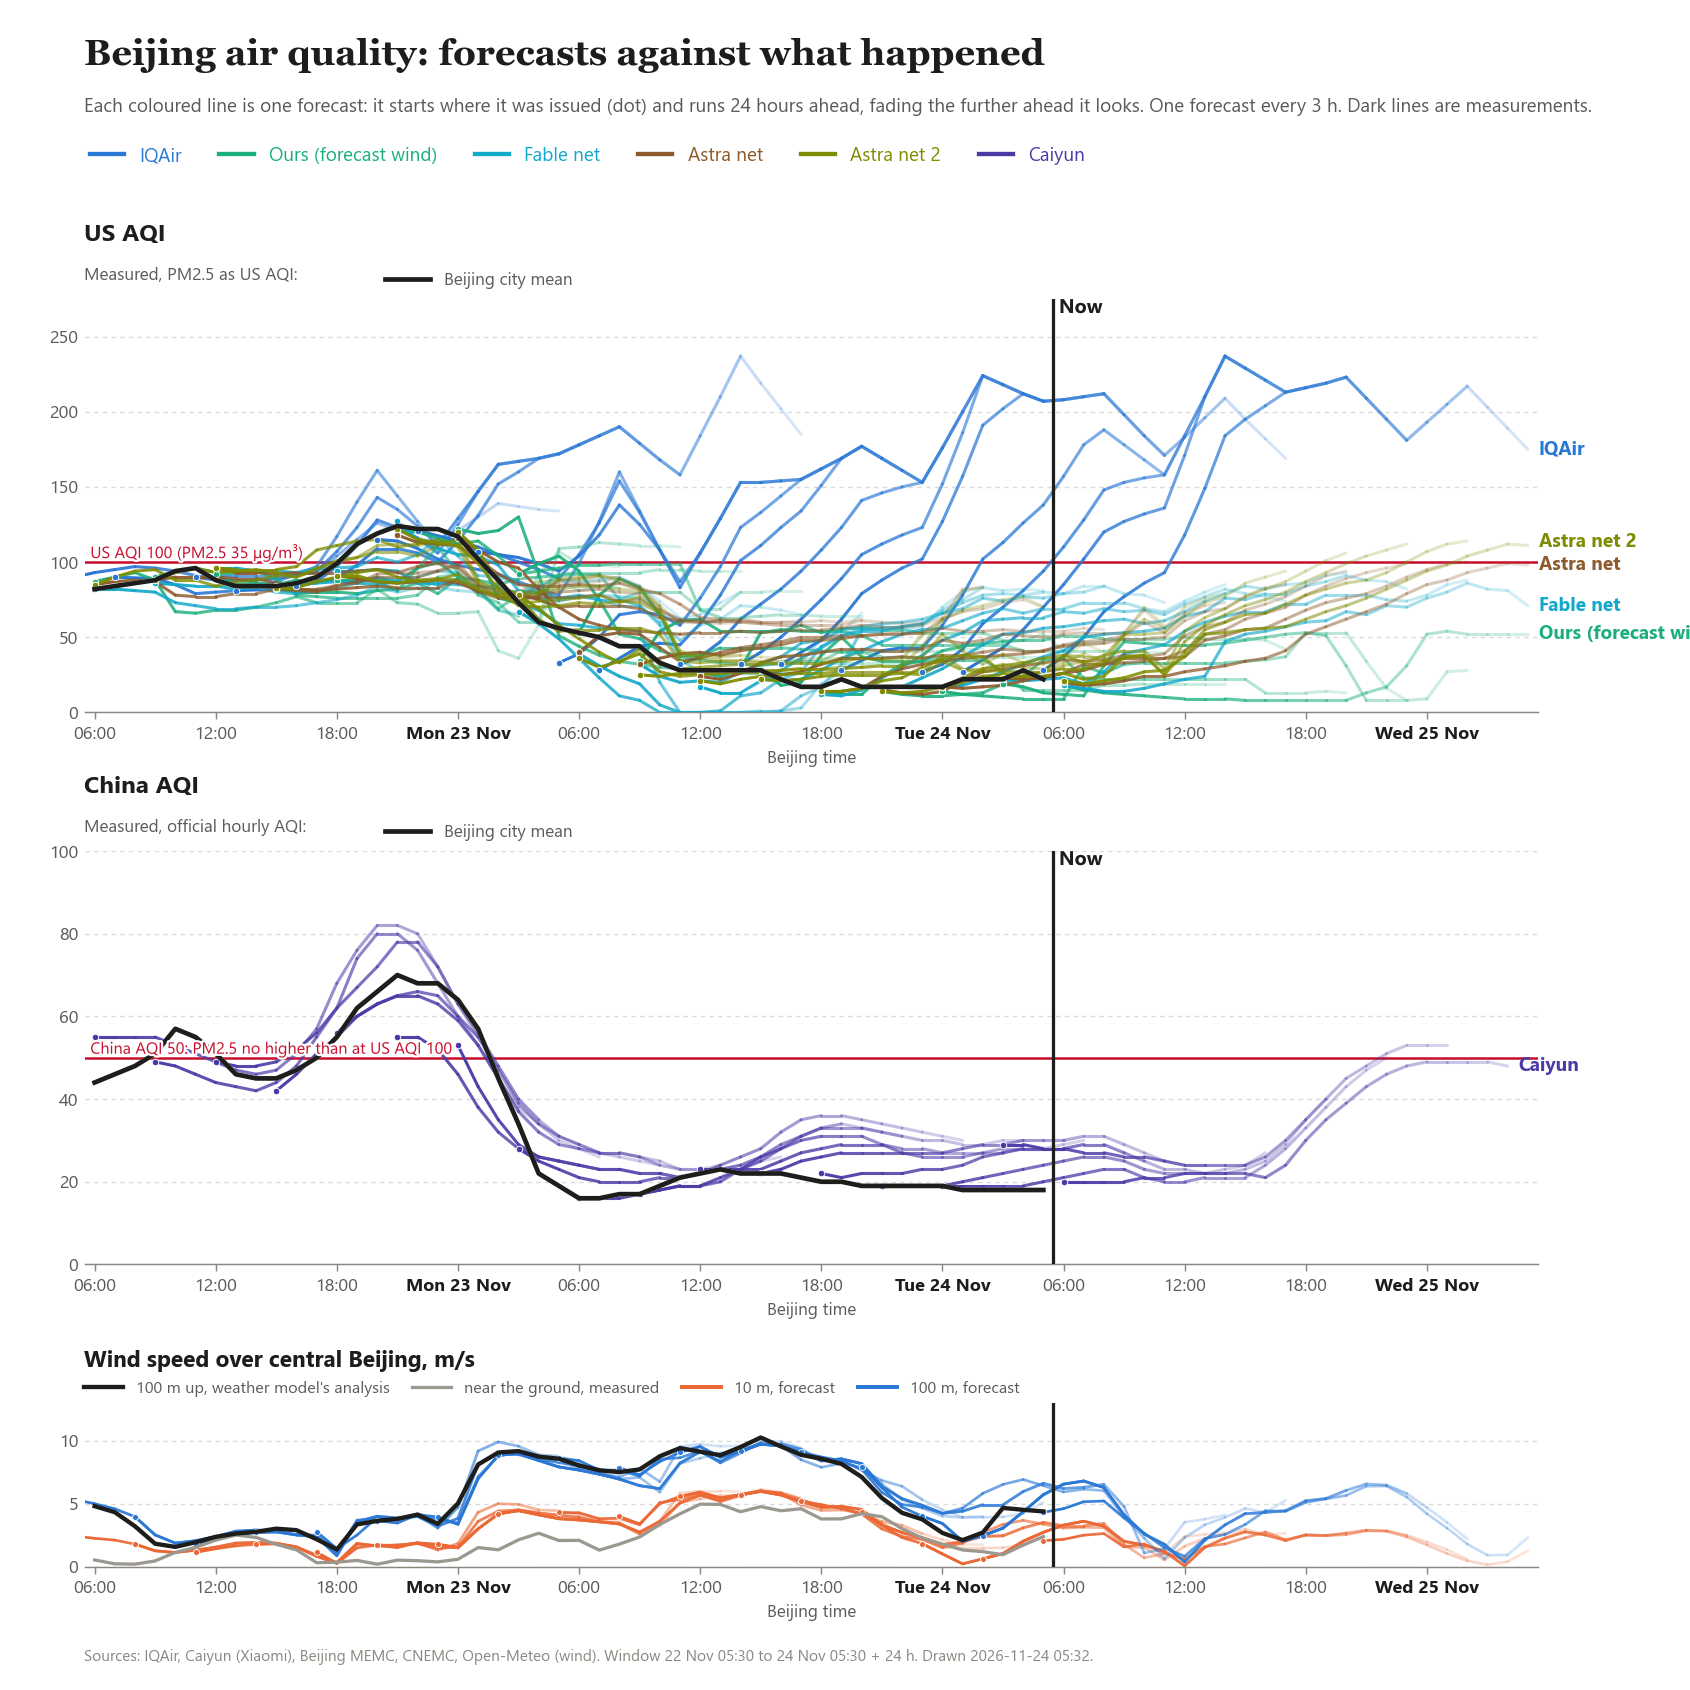 Beijing air quality: forecasts against what happened
Each coloured line is one forecast: it starts where it was issued (dot) and runs 24 hours ahead, fading the further ahead it looks. One forecast every 3 h. Dark lines are measurements.
IQAir Ours (forecast wind) Fable net Astra net Astra net 2 Caiyun
US AQI
Measured, PM2.5 as US AQI: Beijing city mean
Now
250
200
150
100
50
0
US AQI 100 (PM2.5 35 µg/m³)
IQAir
Astra net 2
Astra net
Fable net
Ours (forecast wi
06:00 12:00 18:00 Mon 23 Nov 06:00 12:00 18:00 Tue 24 Nov 06:00 12:00 18:00 Wed 25 Nov
Beijing time
China AQI
Measured, official hourly AQI: Beijing city mean
Now
100
80
60
40
20
0
China AQI 50: PM2.5 no higher than at US AQI 100
Caiyun
06:00 12:00 18:00 Mon 23 Nov 06:00 12:00 18:00 Tue 24 Nov 06:00 12:00 18:00 Wed 25 Nov
Beijing time
Wind speed over central Beijing, m/s
100 m up, weather model's analysis near the ground, measured 10 m, forecast 100 m, forecast
10
5
0
06:00 12:00 18:00 Mon 23 Nov 06:00 12:00 18:00 Tue 24 Nov 06:00 12:00 18:00 Wed 25 Nov
Beijing time
Sources: IQAir, Caiyun (Xiaomi), Beijing MEMC, CNEMC, Open-Meteo (wind). Window 22 Nov 05:30 to 24 Nov 05:30 + 24 h. Drawn 2026-11-24 05:32.